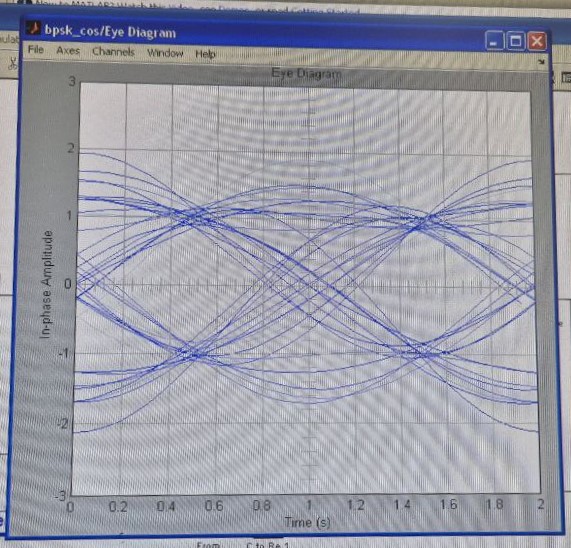 bpsk_cos/Eye Diagram
File Axes Channels Window Help
Eye Diagram
3
2
1
0
-1
-2
-3
In-phase Amplitude
0 0.2 0.4 0.6 0.8 1 1.2 1.4 1.6 1.8 2
Time (s)
From